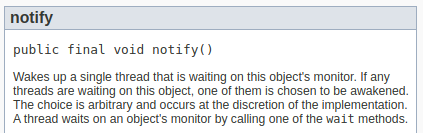 notify
public final void notify()
Wakes up a single thread that is waiting on this object's monitor. If any
threads are waiting on this object, one of them is chosen to be awakened.
The choice is arbitrary and occurs at the discretion of the implementation.
A thread waits on an object's monitor by calling one of the wait methods.